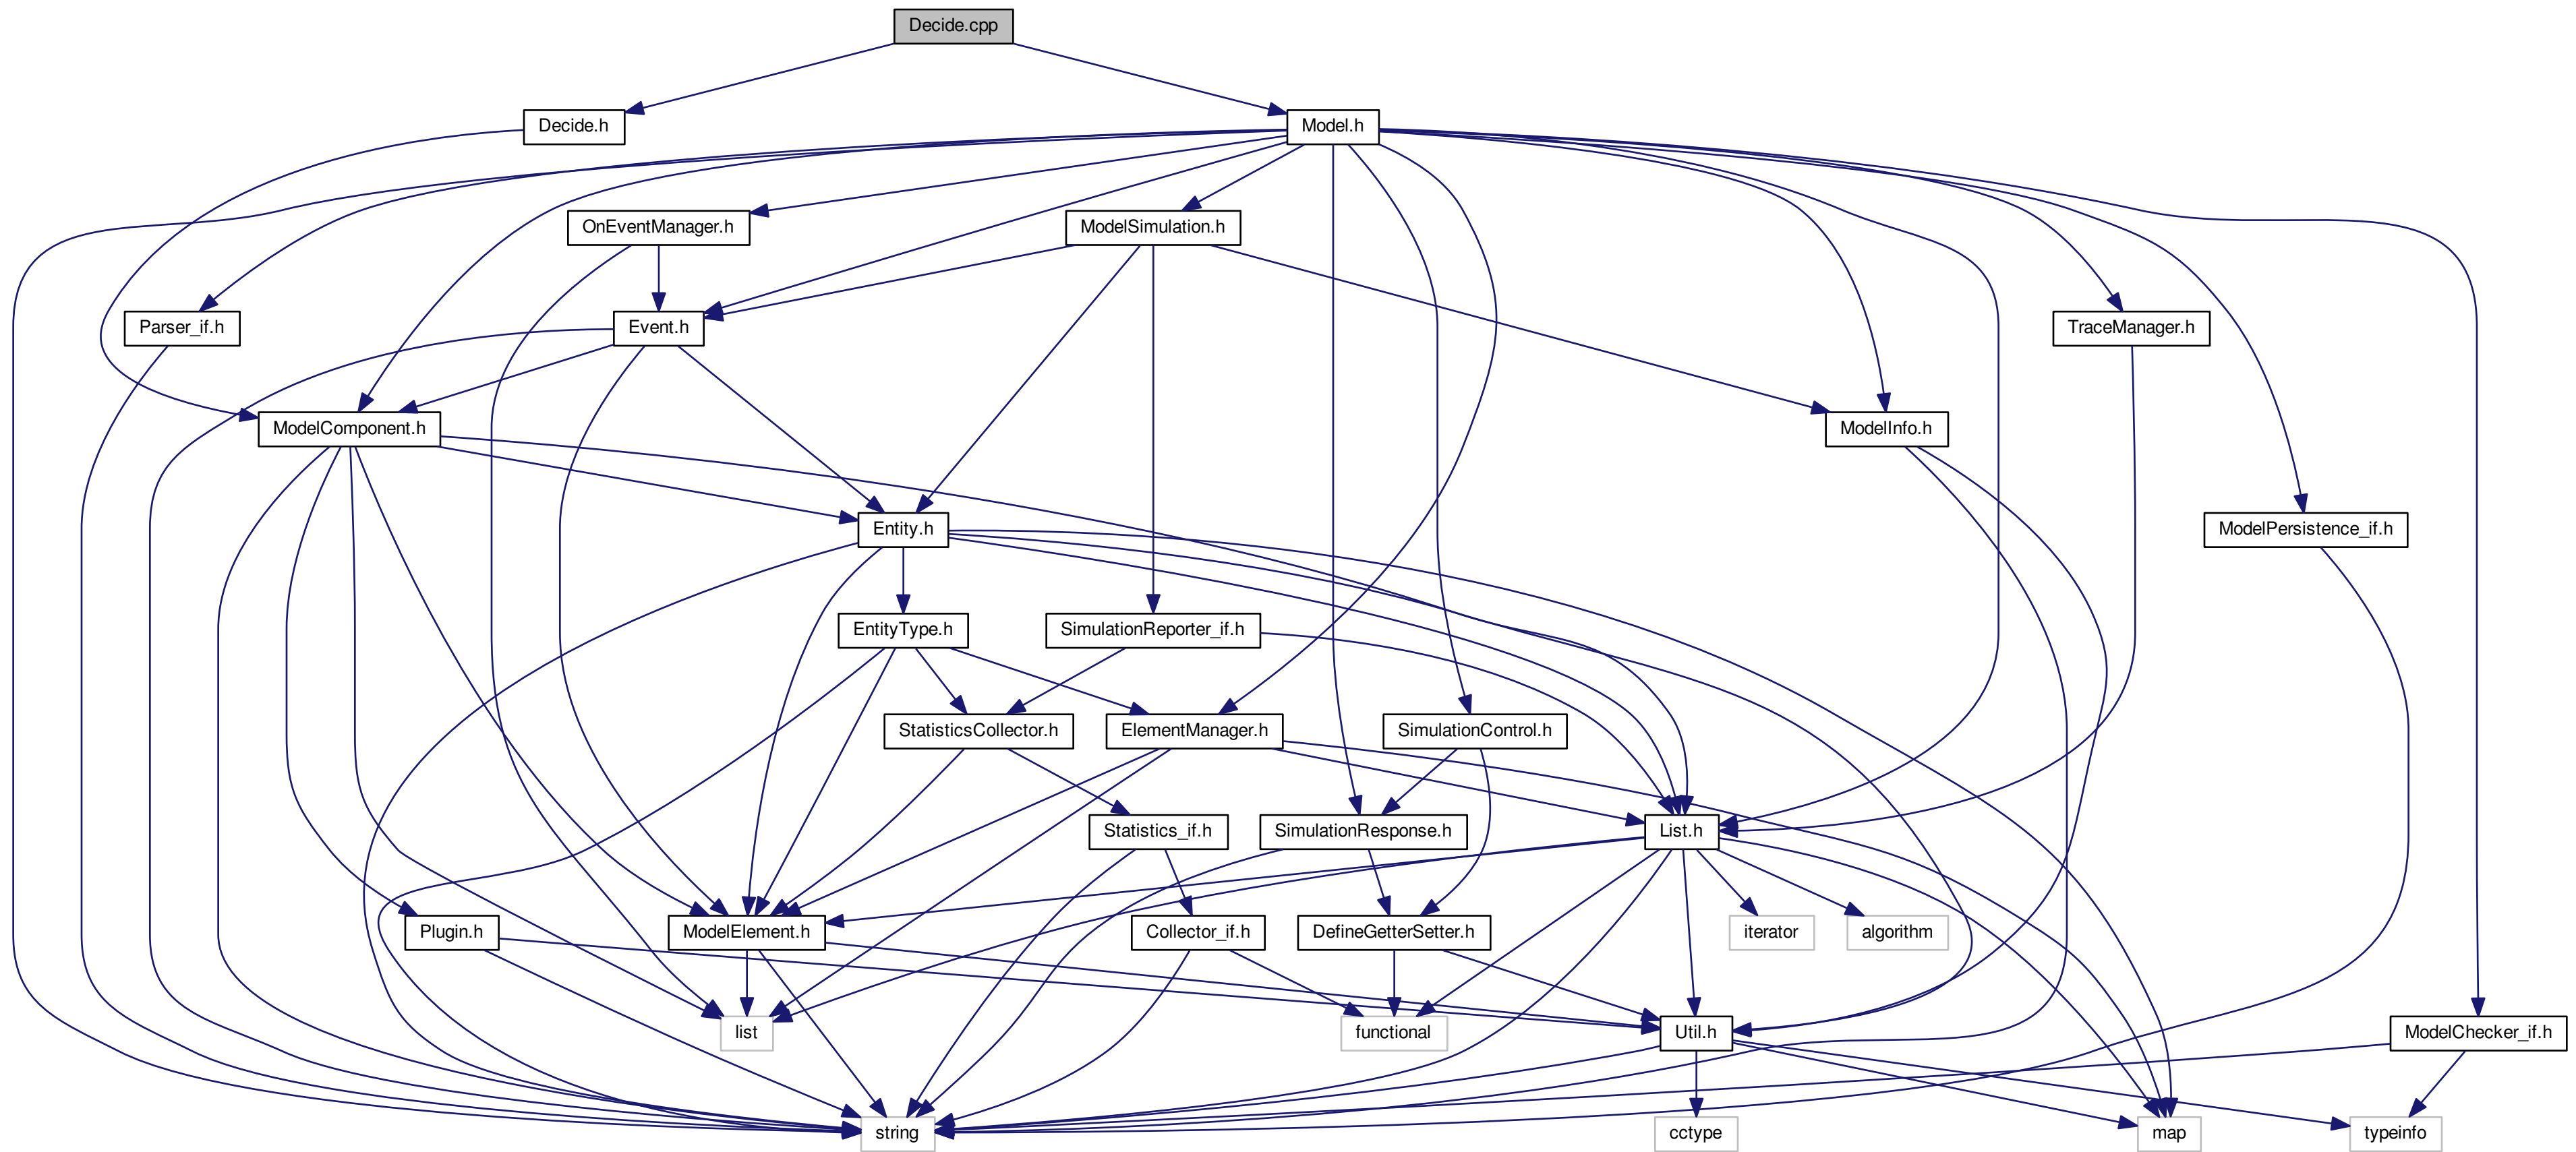 Decide.cpp
Decide.h
Model.h
OnEventManager.h
ModelSimulation.h
Parser_if.h
Event.h
TraceManager.h
ModelComponent.h
ModelInfo.h
Entity.h
ModelPersistence_if.h
EntityType.h
SimulationReporter_if.h
StatisticsCollector.h
ElementManager.h
SimulationControl.h
Statistics_if.h
SimulationResponse.h
List.h
Plugin.h
ModelElement.h
Collector_if.h
DefineGetterSetter.h
iterator
algorithm
list
functional
Util.h
ModelChecker_if.h
string
cctype
map
typeinfo